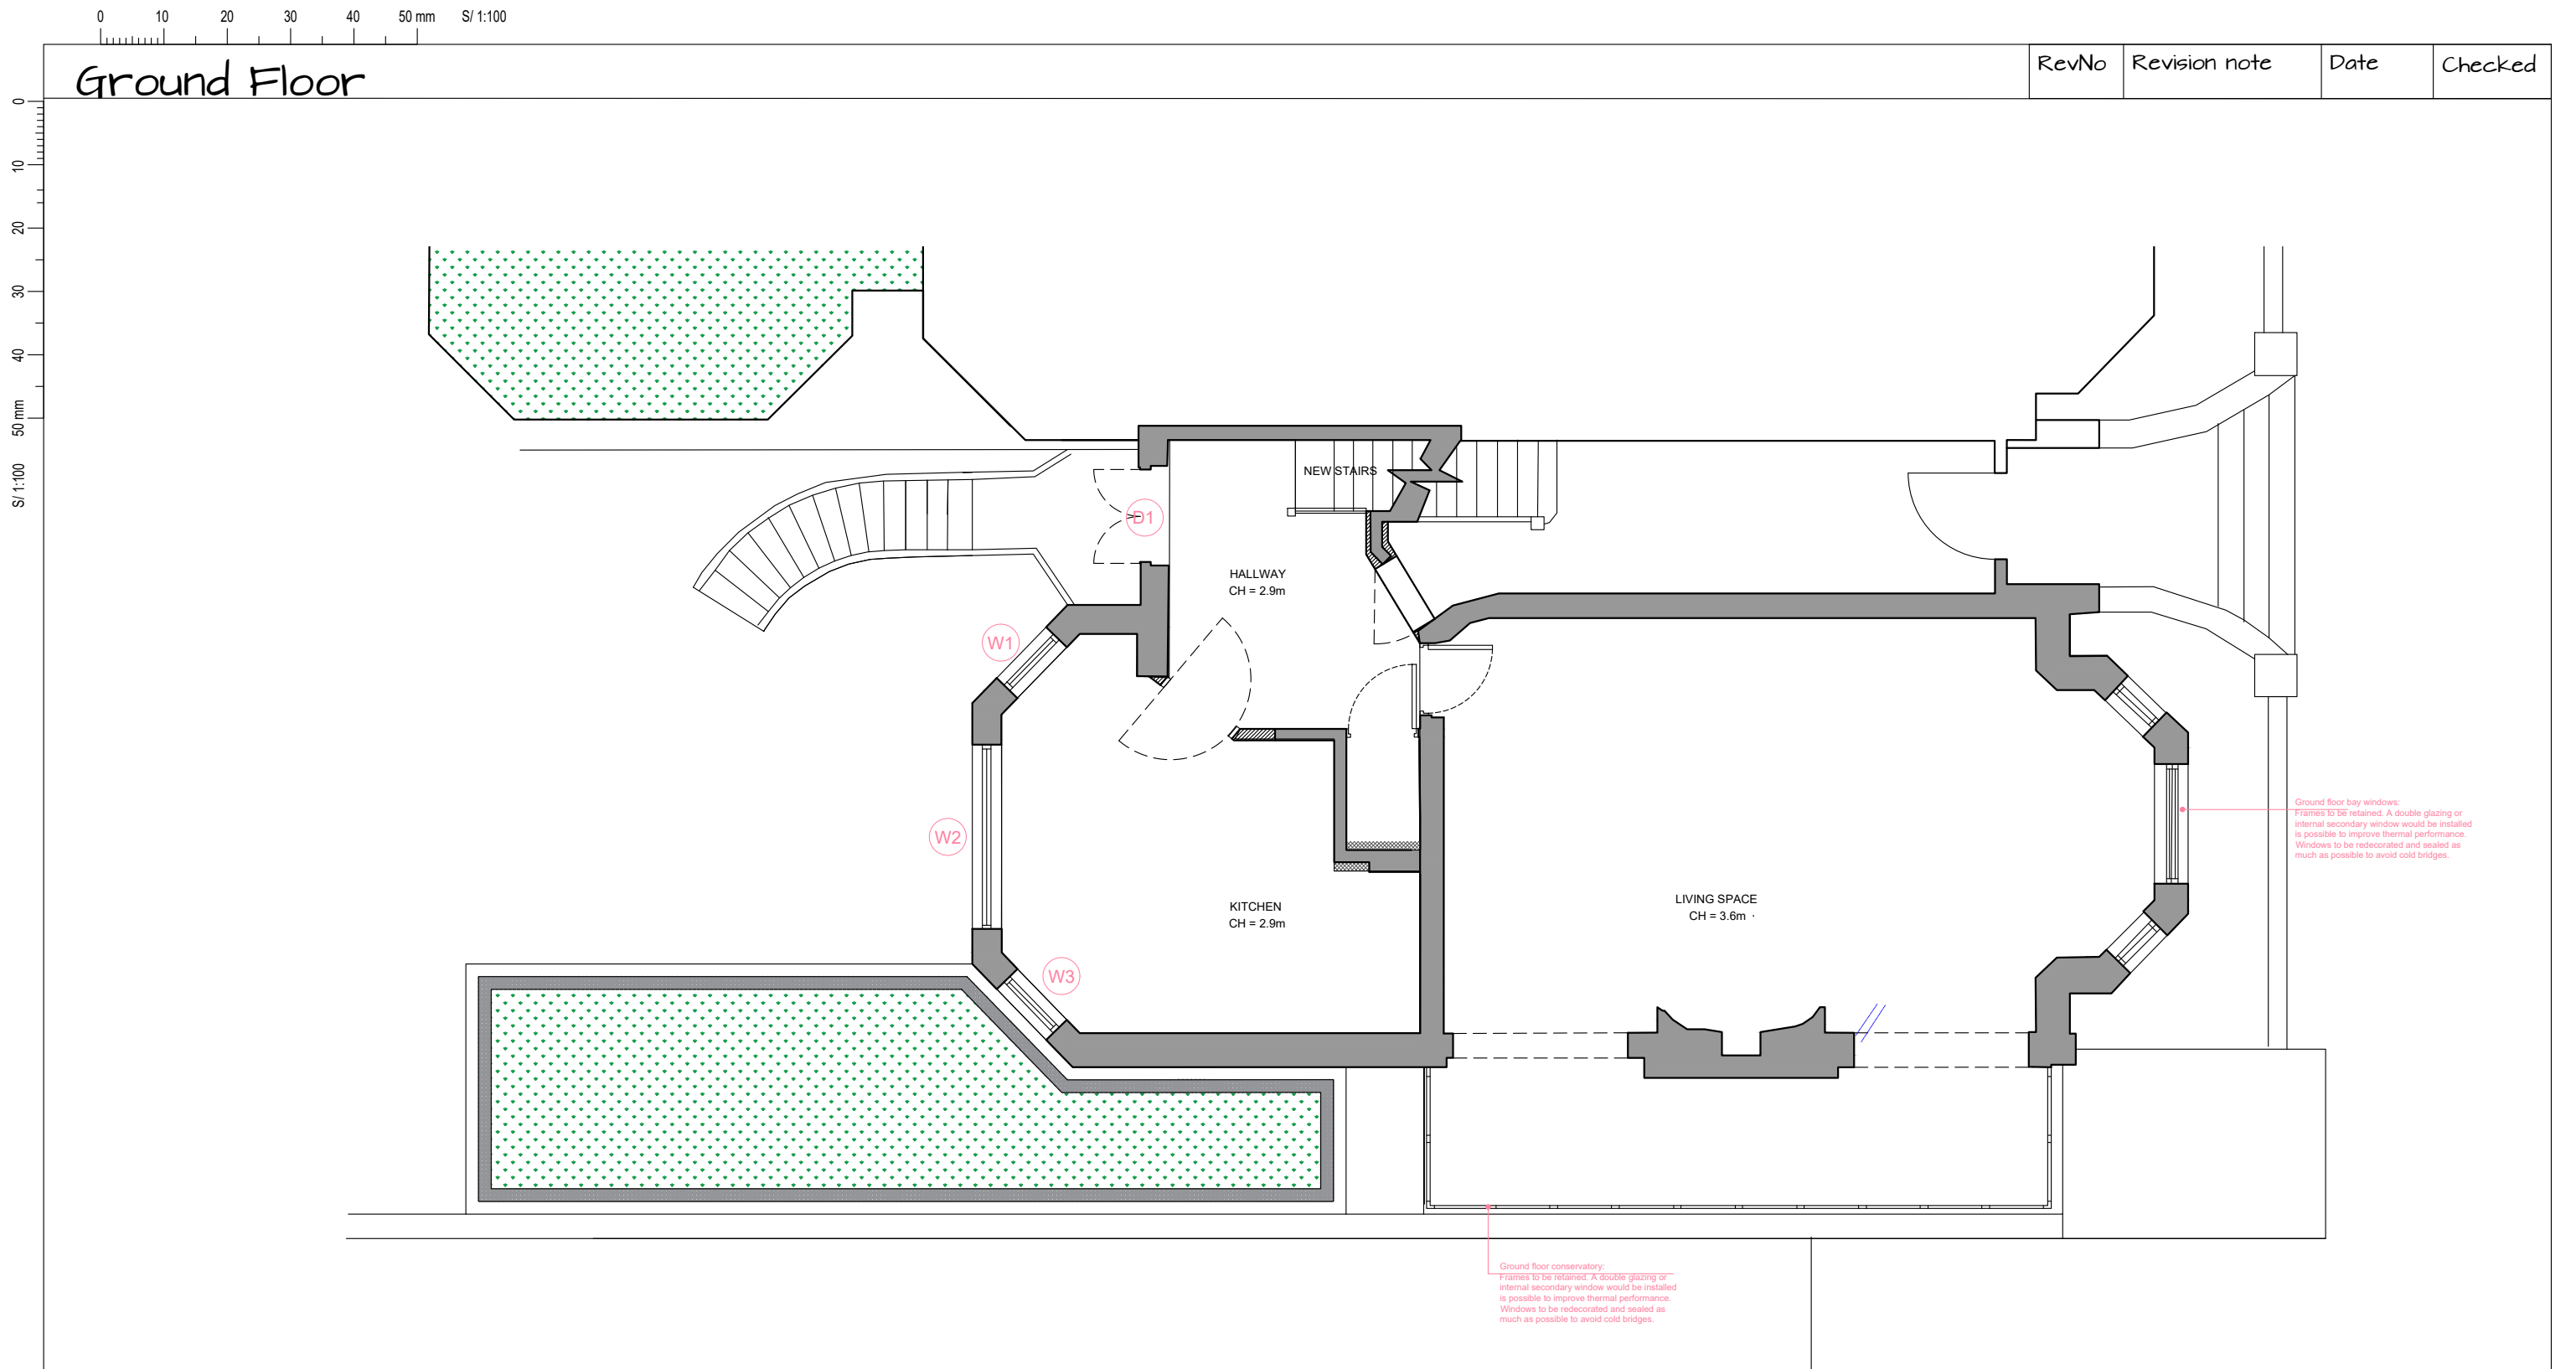 0 10 20 30 40 50 mm S/ 1:100
Ground Floor
RevNo Revision note Date Checked
0
10
20
30
40
50 mm
S/ 1:100
NEW STAIRS
D1
HALLWAY
CH = 2.9m
W1
W2
Ground floor bay windows:
Frames to be retained. A double glazing or
internal secondary window would be installed
is possible to improve thermal performance.
Windows to be redecorated and sealed as
much as possible to avoid cold bridges.
KITCHEN
CH = 2.9m
LIVING SPACE
CH = 3.6m
W3
Ground floor conservatory:
Frames to be retained. A double glazing or
internal secondary window would be installed
is possible to improve thermal performance.
Windows to be redecorated and sealed as
much as possible to avoid cold bridges.